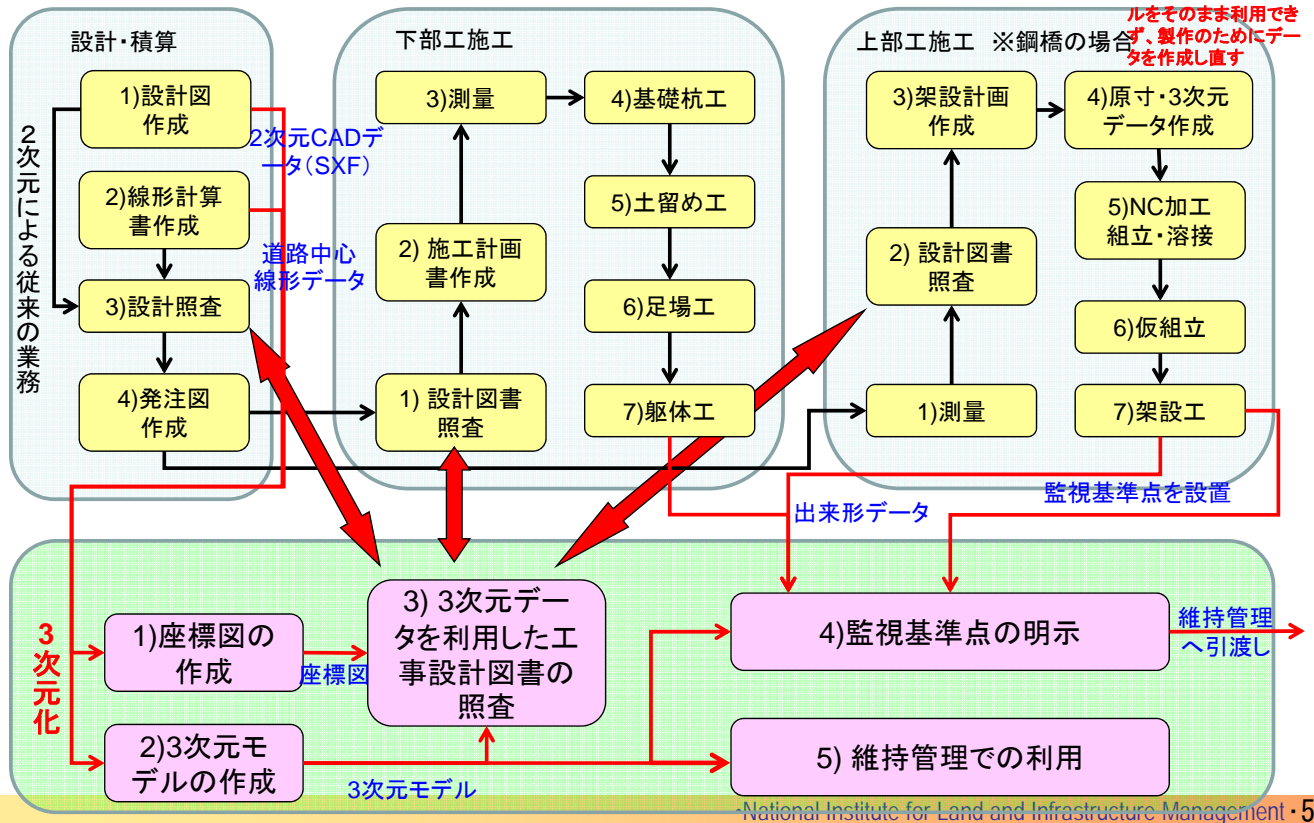 設計・積算
1)設計図
作成
2)線形計算
書作成
3)設計照査
4)発注図
作成
2次元による従来の業務
2次元CADデ
ータ(SXF)
道路中心
線形データ
下部工施工
3)測量
4)基礎杭工
2) 施工計画
書作成
5)土留め工
6)足場工
1) 設計図書
照査
7)躯体工
上部工施工 ※鋼橋の場合
ルをそのまま利用でき
ず、製作のためにデー
タを作成し直す
3)架設計画
作成
4)原寸・3次元
データ作成
2) 設計図書
照査
5)NC加工
組立・溶接
6)仮組立
1)測量
7)架設工
出来形データ
監視基準点を設置
3次元化
1)座標図の
作成
座標図
2)3次元モ
デルの作成
3次元モデル
3) 3次元デー
タを利用した工
事設計図書の
照査
4)監視基準点の明示
維持管理
へ引渡し
5) 維持管理での利用
・National Institute for Land and Infrastructure Management・5